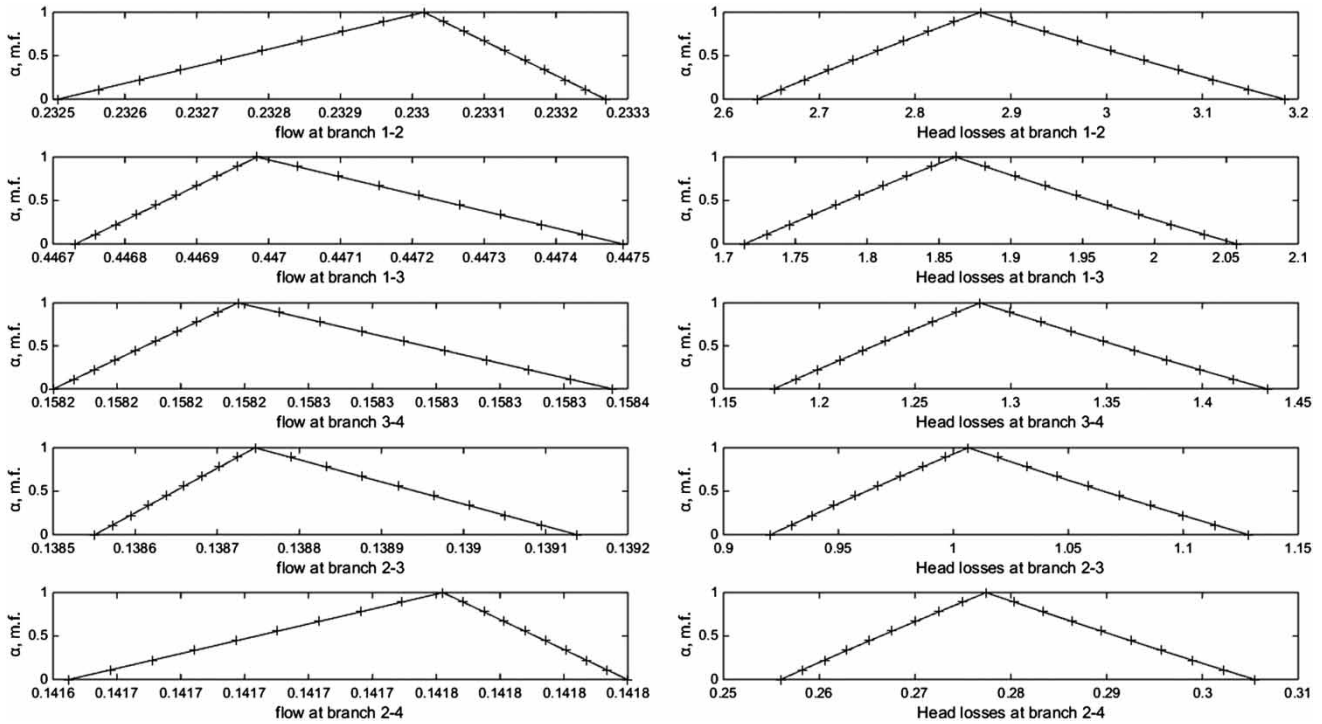 α, m.f.
1
0.5
0
0.2325 0.2326 0.2327 0.2328 0.2329 0.233 0.2331 0.2332 0.2333
flow at branch 1-2
α, m.f.
1
0.5
0
2.6 2.7 2.8 2.9 3 3.1 3.2
Head losses at branch 1-2
α, m.f.
1
0.5
0
0.4467 0.4468 0.4469 0.447 0.4471 0.4472 0.4473 0.4474 0.4475
flow at branch 1-3
α, m.f.
1
0.5
0
1.7 1.75 1.8 1.85 1.9 1.95 2 2.05 2.1
Head losses at branch 1-3
α, m.f.
1
0.5
0
0.1582 0.1582 0.1582 0.1582 0.1583 0.1583 0.1583 0.1583 0.1583 0.1584
flow at branch 3-4
α, m.f.
1
0.5
0
1.15 1.2 1.25 1.3 1.35 1.4 1.45
Head losses at branch 3-4
α, m.f.
1
0.5
0
0.1385 0.1386 0.1387 0.1388 0.1389 0.139 0.1391 0.1392
flow at branch 2-3
α, m.f.
1
0.5
0
0.9 0.95 1 1.05 1.1 1.15
Head losses at branch 2-3
α, m.f.
1
0.5
0
0.1416 0.1417 0.1417 0.1417 0.1417 0.1417 0.1418 0.1418 0.1418 0.1418
flow at branch 2-4
α, m.f.
1
0.5
0
0.25 0.26 0.27 0.28 0.29 0.3 0.31
Head losses at branch 2-4